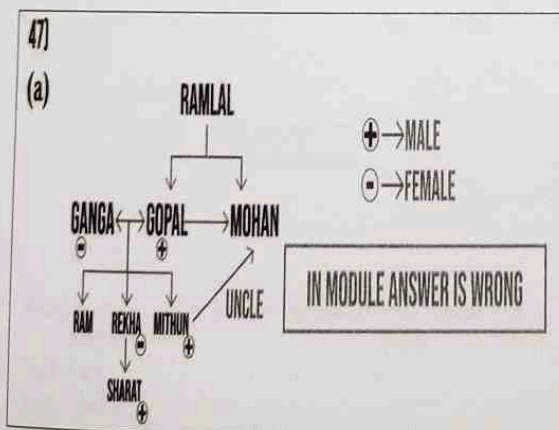 47)
(a)
RAMLAL
+ → MALE
- → FEMALE
GANGA GOPAL MOHAN
- +
IN MODULE ANSWER IS WRONG
UNCLE
RAM REKHA MITHUN
- +
SHARAT
+